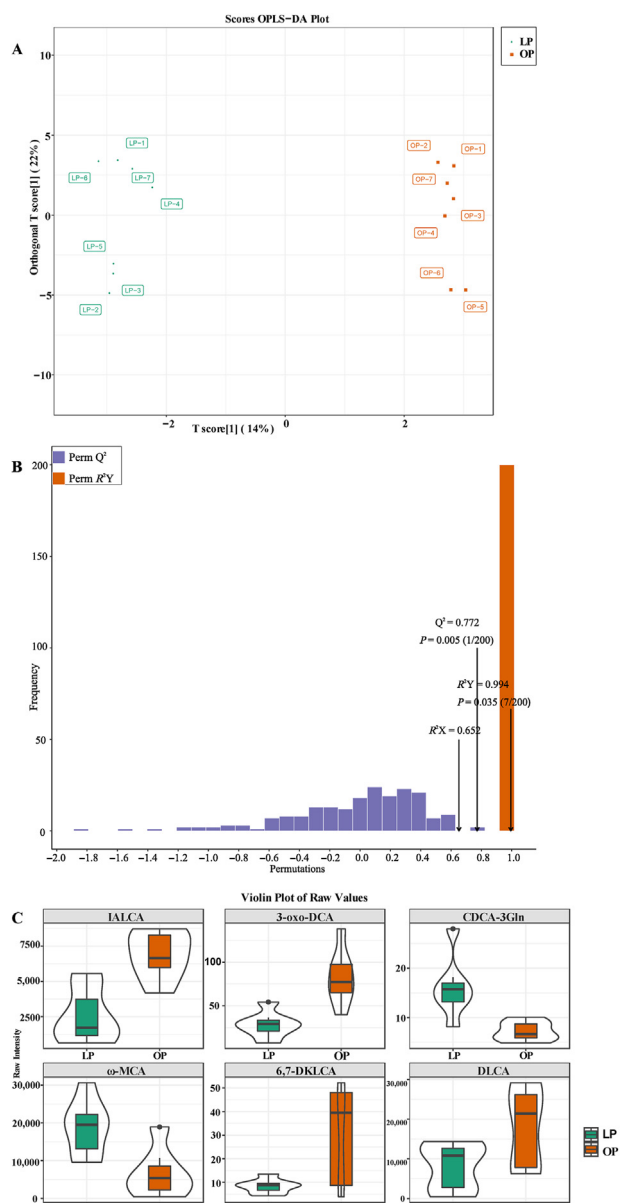 Scores OPLS-DA Plot
A
LP
OP
10
5
0
−5
−10
Orthogonal T score[1] ( 22%)
LP-1
LP-6
LP-7
LP-4
LP-5
LP-3
LP-2
OP-2
OP-1
OP-7
OP-3
OP-4
OP-6
OP-5
−2
0
2
T score[1] ( 14%)
B
Perm Q²
Perm R²Y
200
150
100
50
0
Frequency
Q² = 0.772
P = 0.005 (1/200)
R²Y = 0.994
P = 0.035 (7/200)
R²X = 0.652
-2.0 -1.8 -1.6 -1.4 -1.2 -1.0 -0.8 -0.6 -0.4 -0.2 0.0 0.2 0.4 0.6 0.8 1.0
Permutations
Violin Plot of Raw Values
C
IALCA
3-oxo-DCA
CDCA-3Gln
7500
5,000
2500
100
50
20
10
LP OP
LP OP
LP OP
Raw Intensity
ω-MCA
6,7-DKLCA
DLCA
30,000
20,000
10,000
0
50
40
30
20
10
30,000
20,000
10,000
0
LP OP
LP OP
LP OP
LP
OP